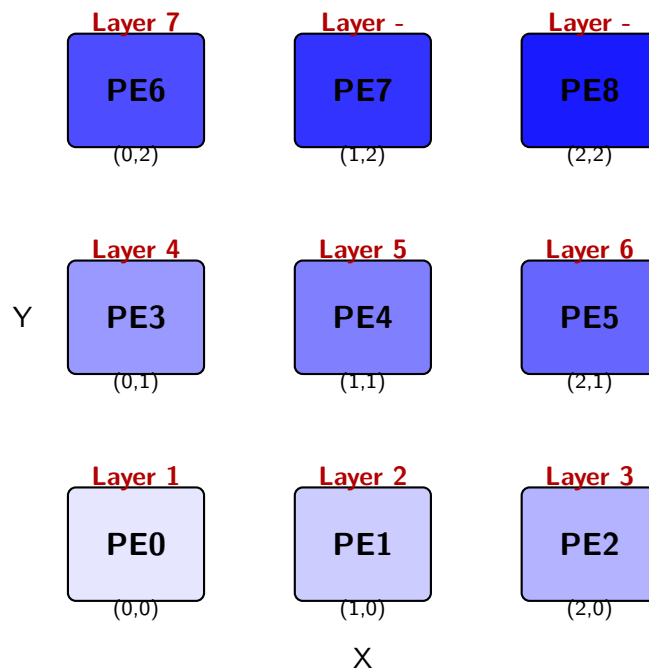 Layer 7 Layer - Layer -
PE6 PE7 PE8
(0,2) (1,2) (2,2)
Layer 4 Layer 5 Layer 6
Y PE3 PE4 PE5
(0,1) (1,1) (2,1)
Layer 1 Layer 2 Layer 3
PE0 PE1 PE2
(0,0) (1,0) (2,0)
X